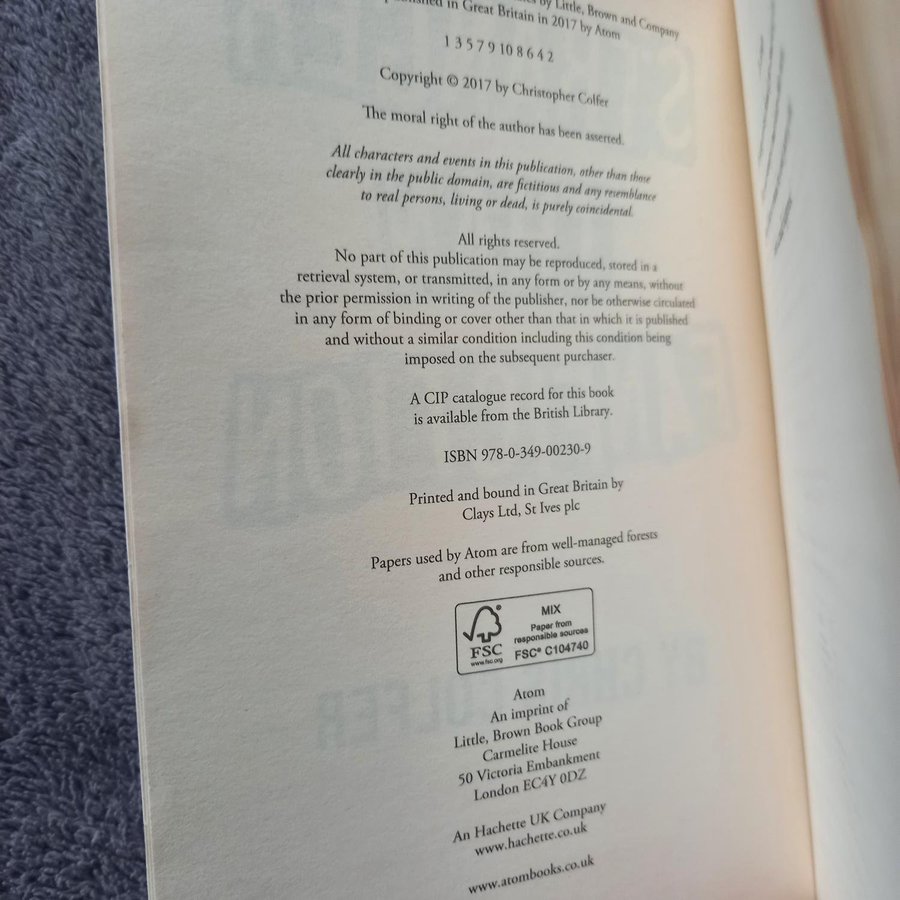 by Little, Brown and Company
published in Great Britain in 2017 by Atom
1 3 5 7 9 10 8 6 4 2
Copyright © 2017 by Christopher Colfer
The moral right of the author has been asserted.
All characters and events in this publication, other than those
clearly in the public domain, are fictitious and any resemblance
to real persons, living or dead, is purely coincidental.
All rights reserved.
No part of this publication may be reproduced, stored in a
retrieval system, or transmitted, in any form or by any means, without
the prior permission in writing of the publisher, nor be otherwise circulated
in any form of binding or cover other than that in which it is published
and without a similar condition including this condition being
imposed on the subsequent purchaser.
A CIP catalogue record for this book
is available from the British Library.
ISBN 978-0-349-00230-9
Printed and bound in Great Britain by
Clays Ltd, St Ives plc
Papers used by Atom are from well-managed forests
and other responsible sources.
FSC
www.fsc.org
MIX
Paper from
responsible sources
FSC® C104740
Atom
An imprint of
Little, Brown Book Group
Carmelite House
50 Victoria Embankment
London EC4Y 0DZ
An Hachette UK Company
www.hachette.co.uk
www.atombooks.co.uk